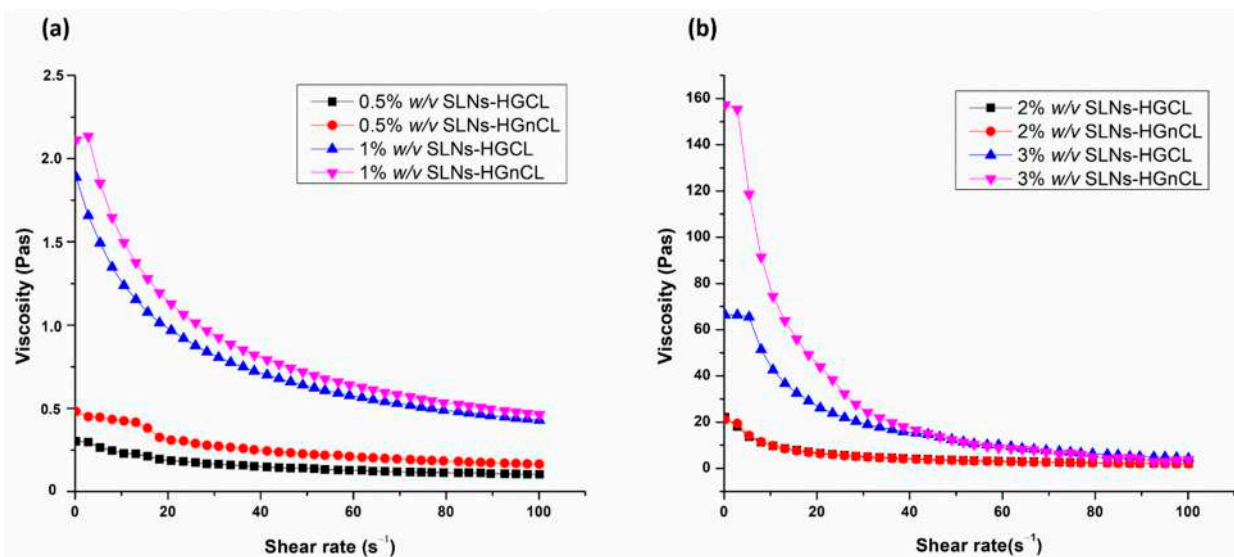 (a)
2.5
2.0
1.5
1.0
0.5
0
Viscosity (Pas)
0.5% w/v SLNs-HGCL
0.5% w/v SLNs-HGnCL
1% w/v SLNs-HGCL
1% w/v SLNs-HGnCL
0 20 40 60 80 100
Shear rate (s⁻¹)
(b)
160
140
120
100
80
60
40
20
0
Viscosity (Pas)
2% w/v SLNs-HGCL
2% w/v SLNs-HGnCL
3% w/v SLNs-HGCL
3% w/v SLNs-HGnCL
0 20 40 60 80 100
Shear rate(s⁻¹)